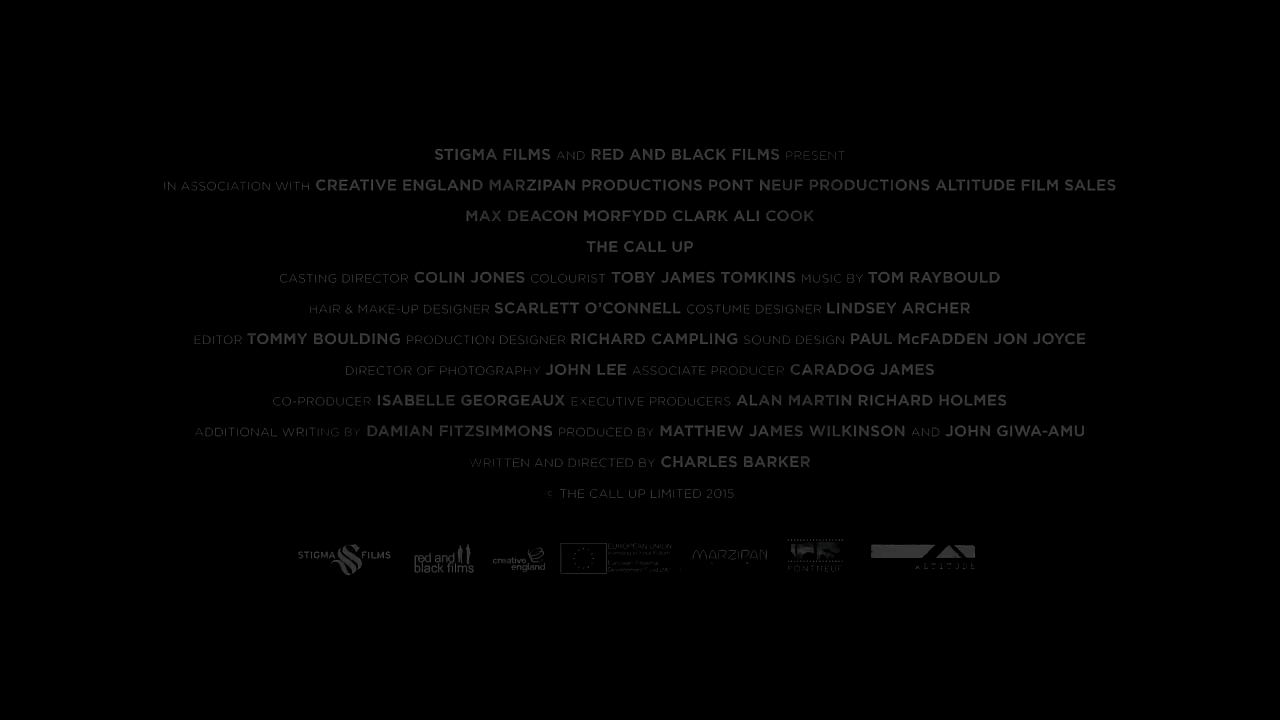 STIGMA FILMS AND RED AND BLACK FILMS PRESENT
IN ASSOCIATION WITH CREATIVE ENGLAND MARZIPAN PRODUCTIONS PONT NEUF PRODUCTIONS ALTITUDE FILM SALES
MAX DEACON MORFYDD CLARK ALI COOK
THE CALL UP
CASTING DIRECTOR COLIN JONES COLOURIST TOBY JAMES TOMKINS MUSIC BY TOM RAYBOULD
HAIR & MAKE-UP DESIGNER SCARLETT O'CONNELL COSTUME DESIGNER LINDSEY ARCHER
EDITOR TOMMY BOULDING PRODUCTION DESIGNER RICHARD CAMPLING SOUND DESIGN PAUL McFADDEN JON JOYCE
DIRECTOR OF PHOTOGRAPHY JOHN LEE ASSOCIATE PRODUCER CARADOG JAMES
CO-PRODUCER ISABELLE GEORGEAUX EXECUTIVE PRODUCERS ALAN MARTIN RICHARD HOLMES
ADDITIONAL WRITING BY DAMIAN FITZSIMMONS PRODUCED BY MATTHEW JAMES WILKINSON AND JOHN GIWA-AMU
WRITTEN AND DIRECTED BY CHARLES BARKER
© THE CALL UP LIMITED 2015
STIGMA FILMS
red and
black films
creative
england
EUROPEAN UNION
MARZIPAN
PONTNEUF
ALTITUDE